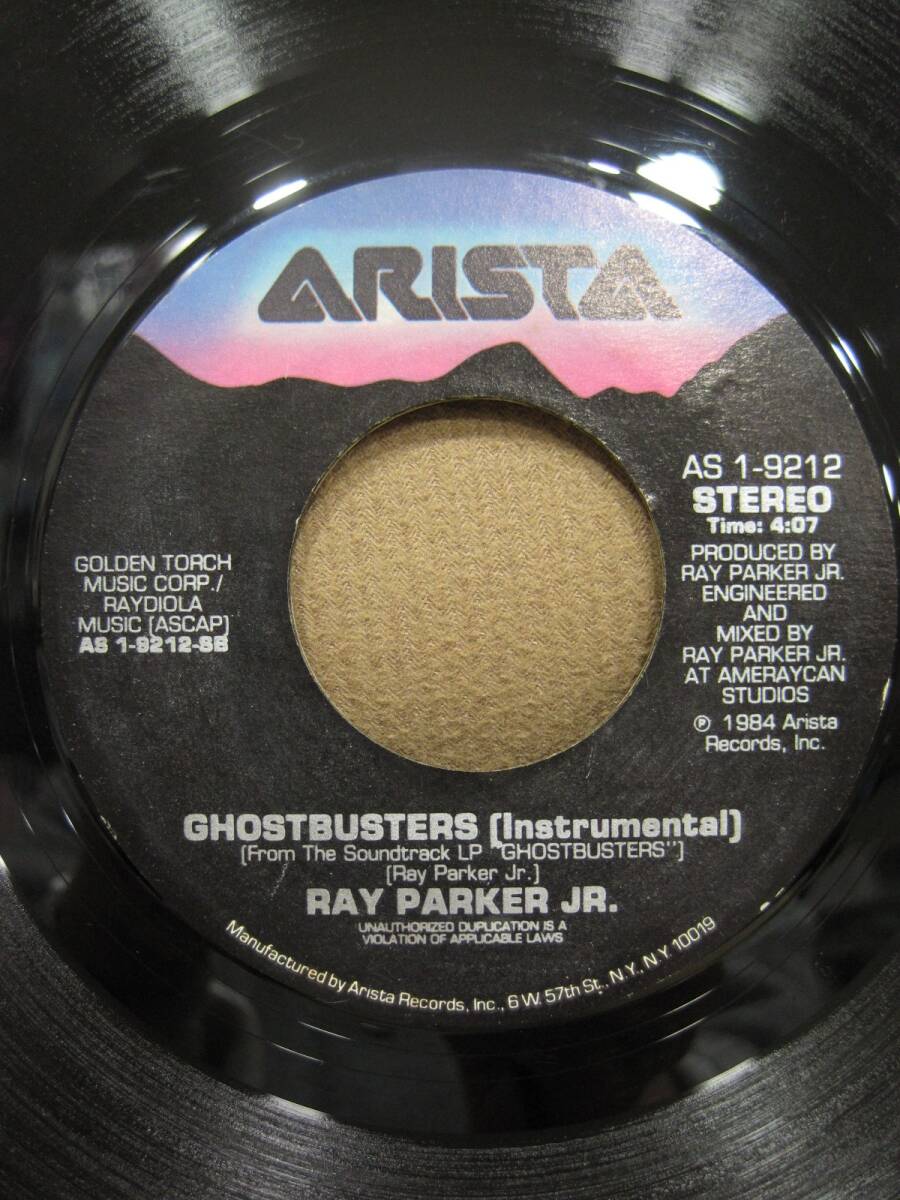 ARISTA
AS 1-9212
STEREO
Time: 4:07
PRODUCED BY
RAY PARKER JR.
ENGINEERED
AND
MIXED BY
RAY PARKER JR.
AT AMERAYCAN
STUDIOS
℗ 1984 Arista
Records, Inc.
GOLDEN TORCH
MUSIC CORP./
RAYDIOLA
MUSIC [ASCAP]
AS 1-9212-SB
GHOSTBUSTERS [Instrumental]
[From The Soundtrack LP "GHOSTBUSTERS"]
[Ray Parker Jr.]
RAY PARKER JR.
UNAUTHORIZED DUPLICATION IS A
VIOLATION OF APPLICABLE LAWS
Manufactured by Arista Records, Inc., 6 W. 57th St., N.Y. N.Y. 10019